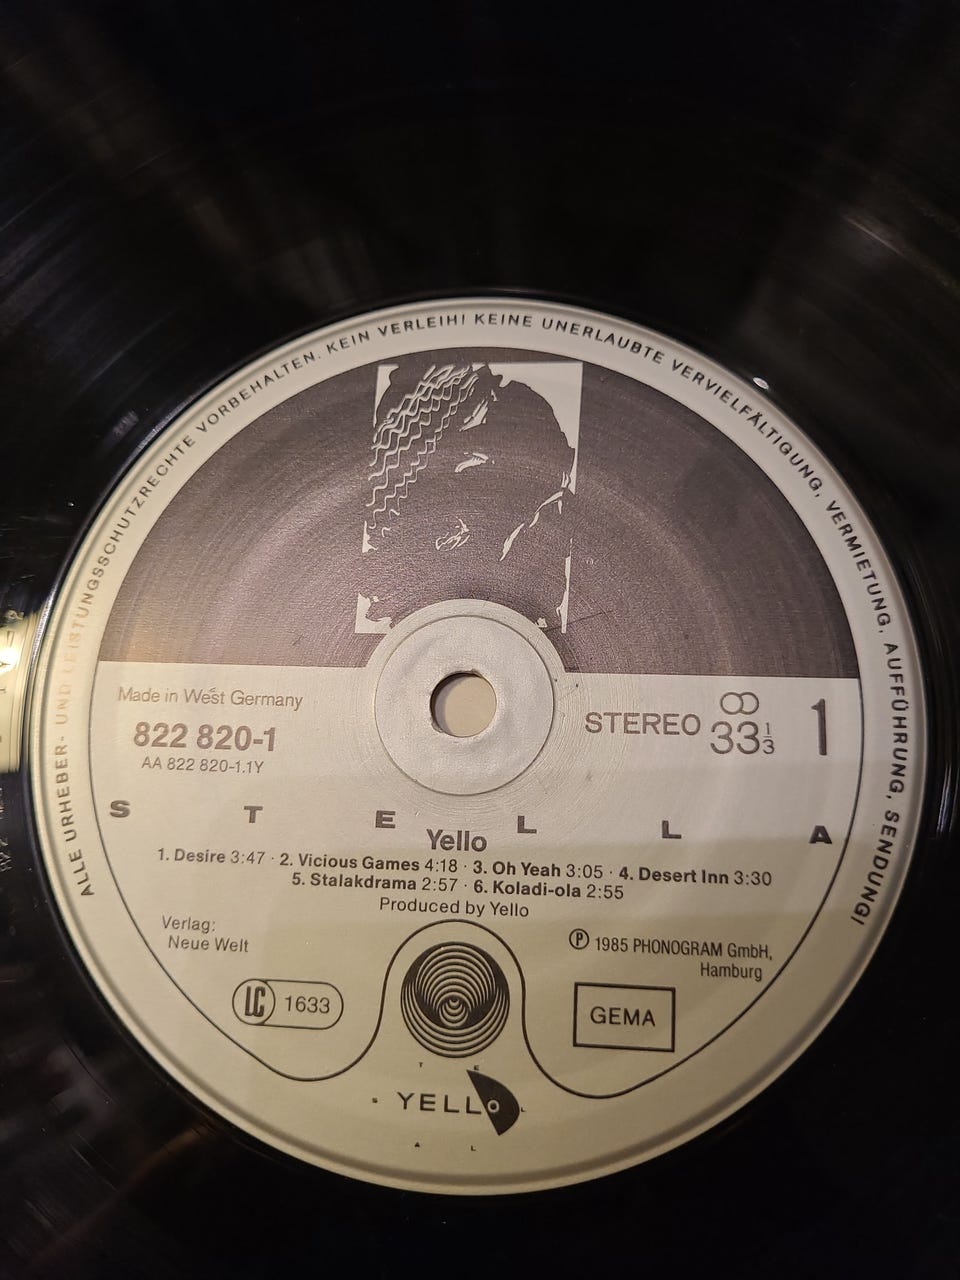 ALLE URHEBER- UND LEISTUNGSSCHUTZRECHTE VORBEHALTEN. KEIN VERLEIH! KEINE UNERLAUBTE VERVIELFÄLTIGUNG, VERMIETUNG, AUFFÜHRUNG, SENDUNG!
Made in West Germany
822 820-1
AA 822 820-1.1Y
STEREO 33 1/3
1
S T E L L A
Yello
1. Desire 3:47 · 2. Vicious Games 4:18 · 3. Oh Yeah 3:05 · 4. Desert Inn 3:30
5. Stalakdrama 2:57 · 6. Koladi-ola 2:55
Produced by Yello
Verlag:
Neue Welt
℗ 1985 PHONOGRAM GmbH,
Hamburg
LC 1633
GEMA
S T E L L A
YELLO